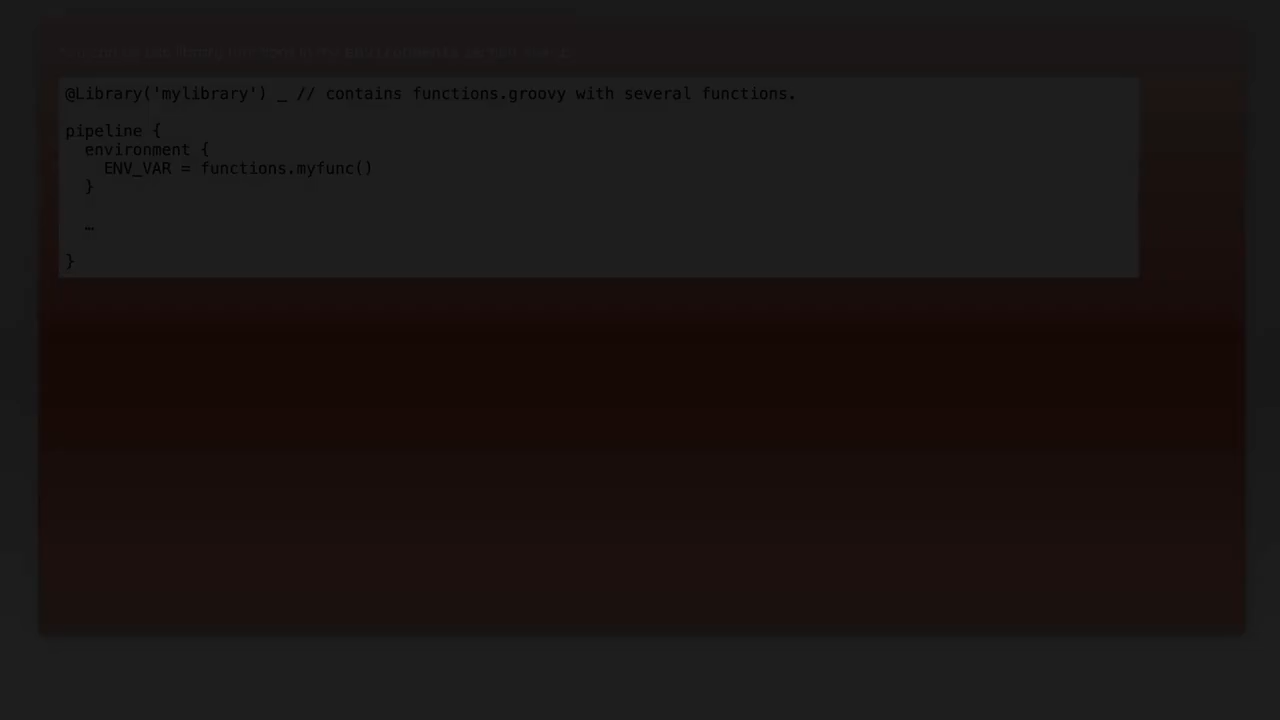 @Library('mylibrary') _ // contains functions.groovy with several functions.
pipeline {
  environment {
    ENV_VAR = functions.myfunc()
  }
  …
}